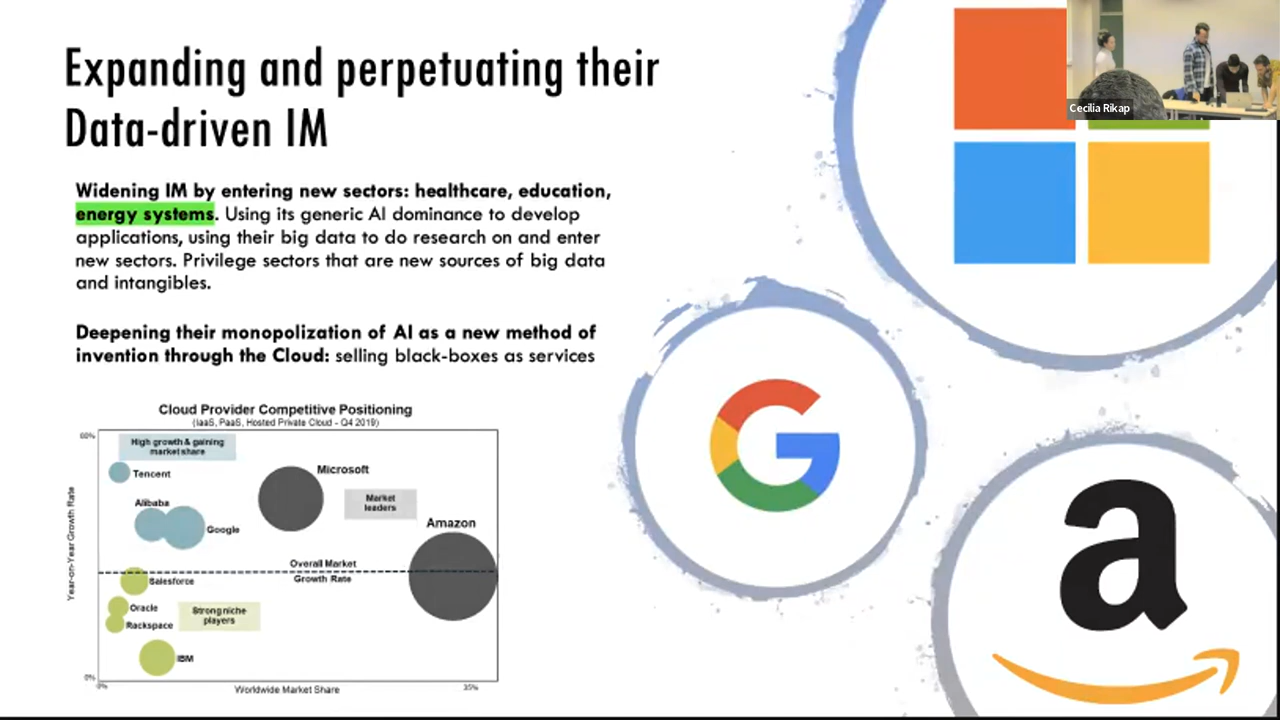 Expanding and perpetuating their
Data-driven IM
Cecilia Rikap
Widening IM by entering new sectors: healthcare, education,
energy systems. Using its generic AI dominance to develop
applications, using their big data to do research on and enter
new sectors. Privilege sectors that are new sources of big data
and intangibles.
Deepening their monopolization of AI as a new method of
invention through the Cloud: selling black-boxes as services
Cloud Provider Competitive Positioning
(IaaS, PaaS, Hosted Private Cloud - Q4 2019)
60%
High growth & gaining
market share
Tencent
Microsoft
Alibaba
Google
Market
leaders
Amazon
Year-on-Year Growth Rate
Overall Market
Growth Rate
Salesforce
Oracle
Rackspace
Strong niche
players
IBM
0%
0%
Worldwide Market Share
35%
G
a